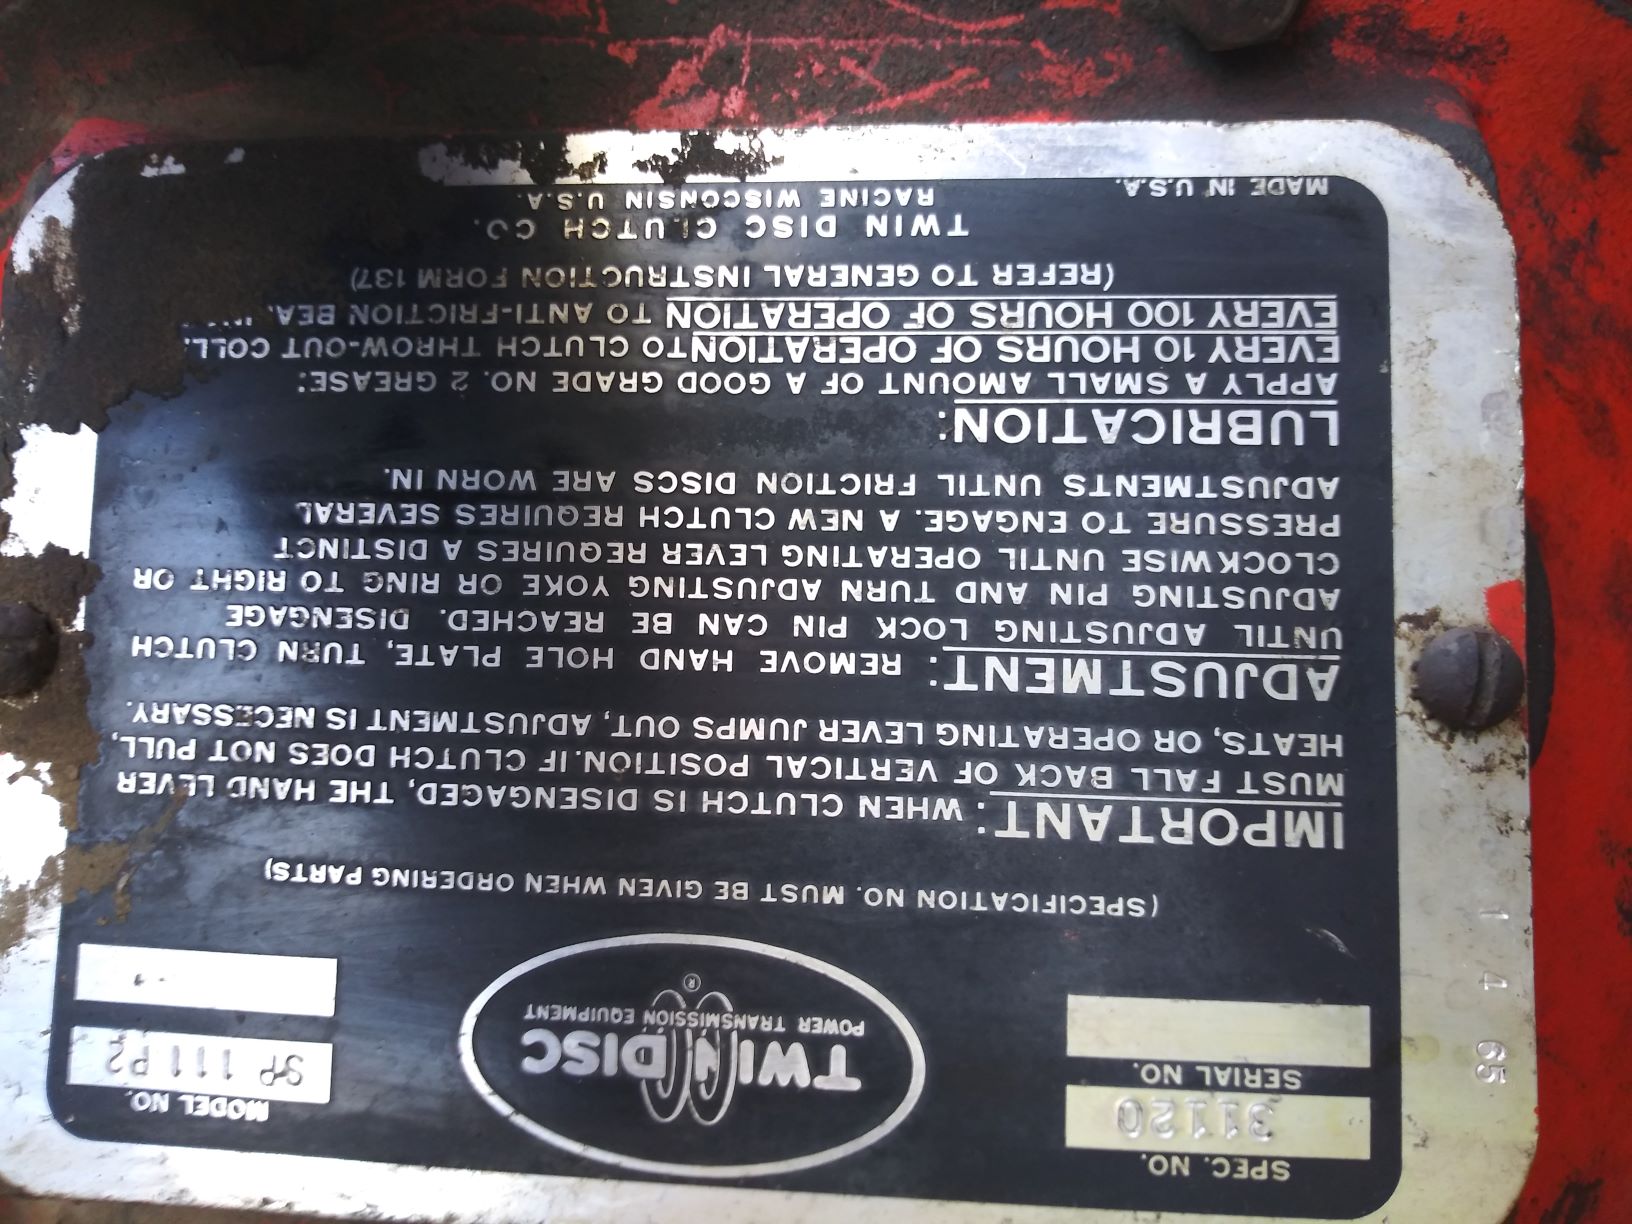 SPEC. NO.
31120
SERIAL NO.
TWIN DISC
POWER TRANSMISSION EQUIPMENT
®
MODEL NO.
SP 111 P2
(SPECIFICATION NO. MUST BE GIVEN WHEN ORDERING PARTS)
IMPORTANT: WHEN CLUTCH IS DISENGAGED, THE HAND LEVER
MUST FALL BACK OF VERTICAL POSITION. IF CLUTCH DOES NOT PULL,
HEATS, OR OPERATING LEVER JUMPS OUT, ADJUSTMENT IS NECESSARY.
ADJUSTMENT: REMOVE HAND HOLE PLATE, TURN CLUTCH
UNTIL ADJUSTING LOCK PIN CAN BE REACHED. DISENGAGE
ADJUSTING PIN AND TURN ADJUSTING YOKE OR RING TO RIGHT OR
CLOCKWISE UNTIL OPERATING LEVER REQUIRES A DISTINCT
PRESSURE TO ENGAGE. A NEW CLUTCH REQUIRES SEVERAL
ADJUSTMENTS UNTIL FRICTION DISCS ARE WORN IN.
LUBRICATION:
APPLY A SMALL AMOUNT OF A GOOD GRADE NO. 2 GREASE:
EVERY 10 HOURS OF OPERATION TO CLUTCH THROW-OUT COLL.
EVERY 100 HOURS OF OPERATION TO ANTI-FRICTION
(REFER TO GENERAL INSTRUCTION FORM 137)
TWIN DISC CLUTCH CO.
RACINE WISCONSIN U.S.A.
MADE IN U.S.A.
1 4 65